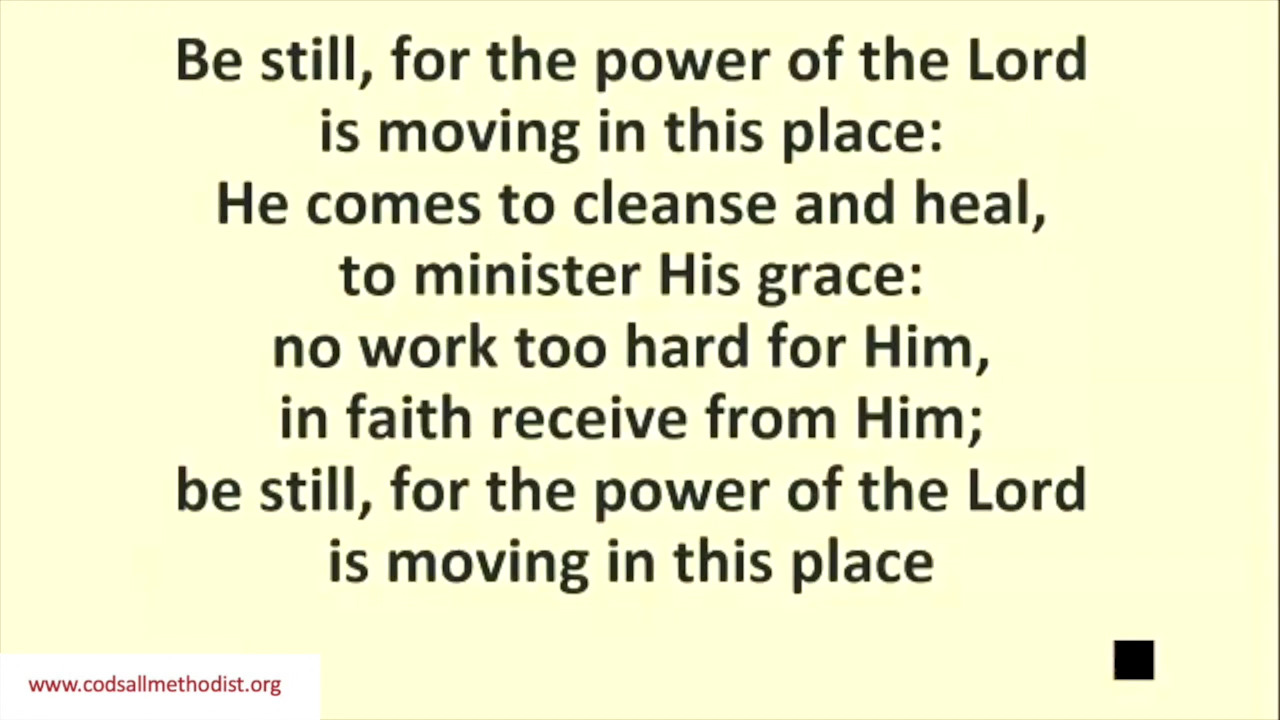 Be still, for the power of the Lord
is moving in this place:
He comes to cleanse and heal,
to minister His grace:
no work too hard for Him,
in faith receive from Him;
be still, for the power of the Lord
is moving in this place
www.codsallmethodist.org